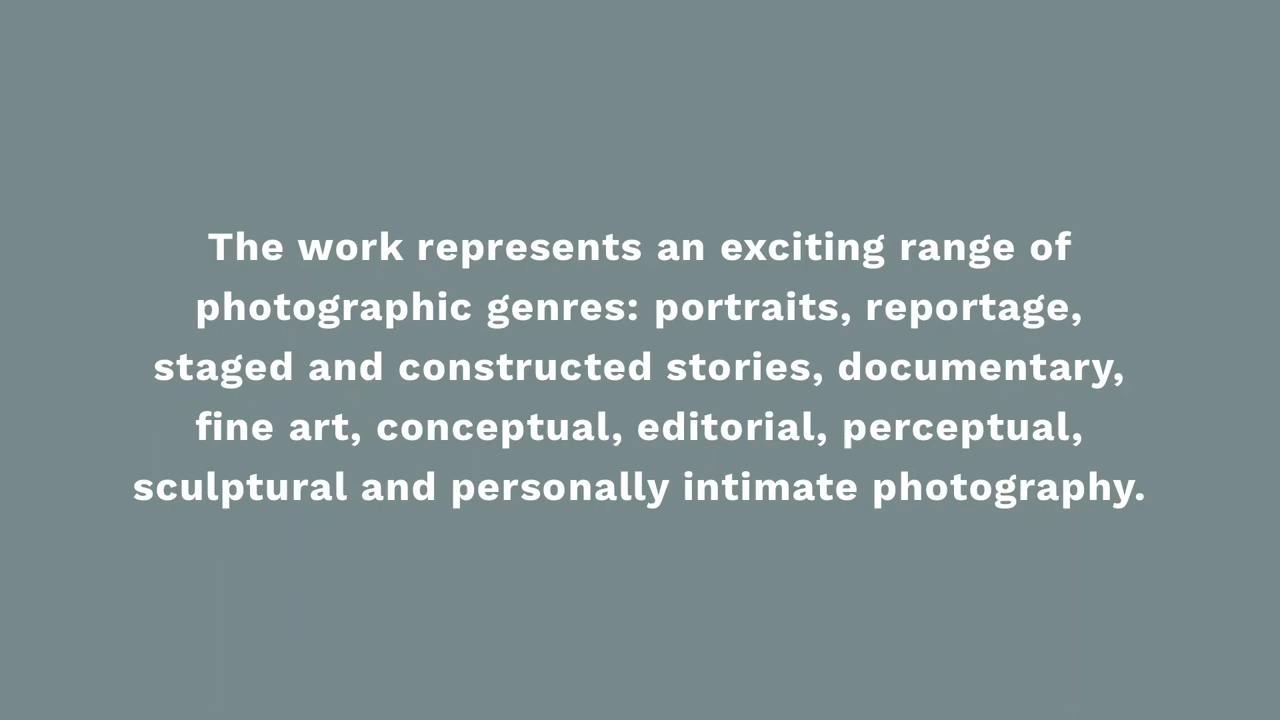 The work represents an exciting range of
photographic genres: portraits, reportage,
staged and constructed stories, documentary,
fine art, conceptual, editorial, perceptual,
sculptural and personally intimate photography.